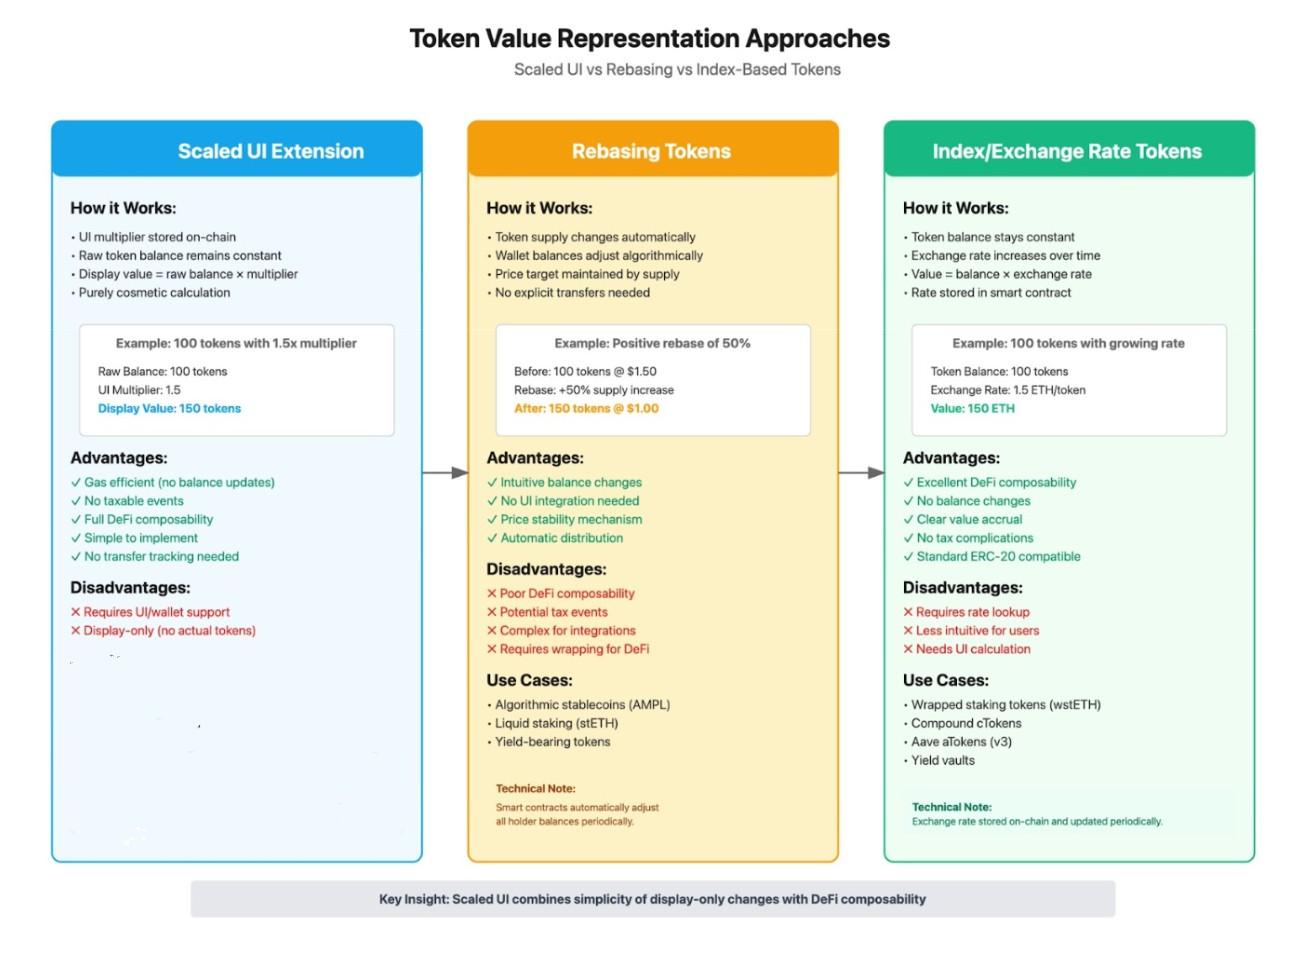 Token Value Representation Approaches
Scaled UI vs Rebasing vs Index-Based Tokens
Scaled UI Extension
How it Works:
• UI multiplier stored on-chain
• Raw token balance remains constant
• Display value = raw balance × multiplier
• Purely cosmetic calculation
Example: 100 tokens with 1.5x multiplier
Raw Balance: 100 tokens
UI Multiplier: 1.5
Display Value: 150 tokens
Advantages:
✓ Gas efficient (no balance updates)
✓ No taxable events
✓ Full DeFi composability
✓ Simple to implement
✓ No transfer tracking needed
Disadvantages:
✕ Requires UI/wallet support
✕ Display-only (no actual tokens)
Rebasing Tokens
How it Works:
• Token supply changes automatically
• Wallet balances adjust algorithmically
• Price target maintained by supply
• No explicit transfers needed
Example: Positive rebase of 50%
Before: 100 tokens @ $1.50
Rebase: +50% supply increase
After: 150 tokens @ $1.00
Advantages:
✓ Intuitive balance changes
✓ No UI integration needed
✓ Price stability mechanism
✓ Automatic distribution
Disadvantages:
✕ Poor DeFi composability
✕ Potential tax events
✕ Complex for integrations
✕ Requires wrapping for DeFi
Use Cases:
• Algorithmic stablecoins (AMPL)
• Liquid staking (stETH)
• Yield-bearing tokens
Technical Note:
Smart contracts automatically adjust
all holder balances periodically.
Index/Exchange Rate Tokens
How it Works:
• Token balance stays constant
• Exchange rate increases over time
• Value = balance × exchange rate
• Rate stored in smart contract
Example: 100 tokens with growing rate
Token Balance: 100 tokens
Exchange Rate: 1.5 ETH/token
Value: 150 ETH
Advantages:
✓ Excellent DeFi composability
✓ No balance changes
✓ Clear value accrual
✓ No tax complications
✓ Standard ERC-20 compatible
Disadvantages:
✕ Requires rate lookup
✕ Less intuitive for users
✕ Needs UI calculation
Use Cases:
• Wrapped staking tokens (wstETH)
• Compound cTokens
• Aave aTokens (v3)
• Yield vaults
Technical Note:
Exchange rate stored on-chain and updated periodically.
Key Insight: Scaled UI combines simplicity of display-only changes with DeFi composability